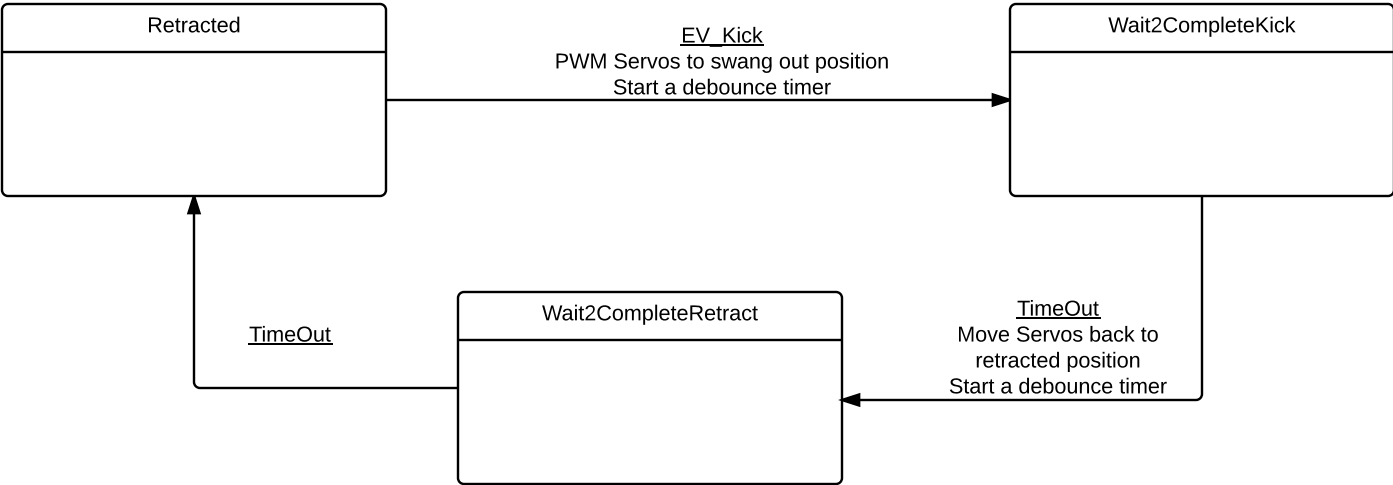 Retracted
EV_Kick
PWM Servos to swang out position
Start a debounce timer
Wait2CompleteKick
Wait2CompleteRetract
TimeOut
TimeOut
Move Servos back to
retracted position
Start a debounce timer